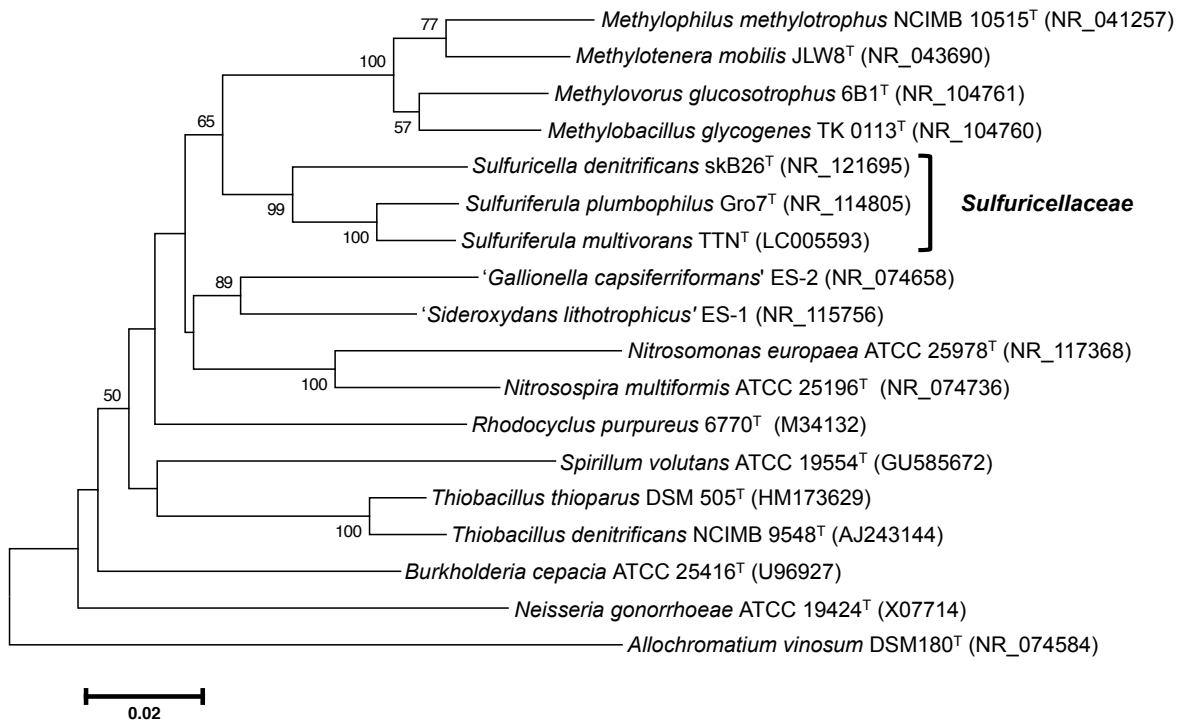 77
Methylophilus methylotrophus NCIMB 10515ᵀ (NR_041257)
Methylotenera mobilis JLW8ᵀ (NR_043690)
100
Methylovorus glucosotrophus 6B1ᵀ (NR_104761)
57
Methylobacillus glycogenes TK 0113ᵀ (NR_104760)
65
Sulfuricella denitrificans skB26ᵀ (NR_121695)
99
Sulfuriferula plumbophilus Gro7ᵀ (NR_114805)
Sulfuricellaceae
100
Sulfuriferula multivorans TTNᵀ (LC005593)
89
‘Gallionella capsiferriformans' ES-2 (NR_074658)
‘Sideroxydans lithotrophicus' ES-1 (NR_115756)
Nitrosomonas europaea ATCC 25978ᵀ (NR_117368)
100
Nitrosospira multiformis ATCC 25196ᵀ (NR_074736)
50
Rhodocyclus purpureus 6770ᵀ (M34132)
Spirillum volutans ATCC 19554ᵀ (GU585672)
Thiobacillus thioparus DSM 505ᵀ (HM173629)
100
Thiobacillus denitrificans NCIMB 9548ᵀ (AJ243144)
Burkholderia cepacia ATCC 25416ᵀ (U96927)
Neisseria gonorrhoeae ATCC 19424ᵀ (X07714)
Allochromatium vinosum DSM180ᵀ (NR_074584)
0.02